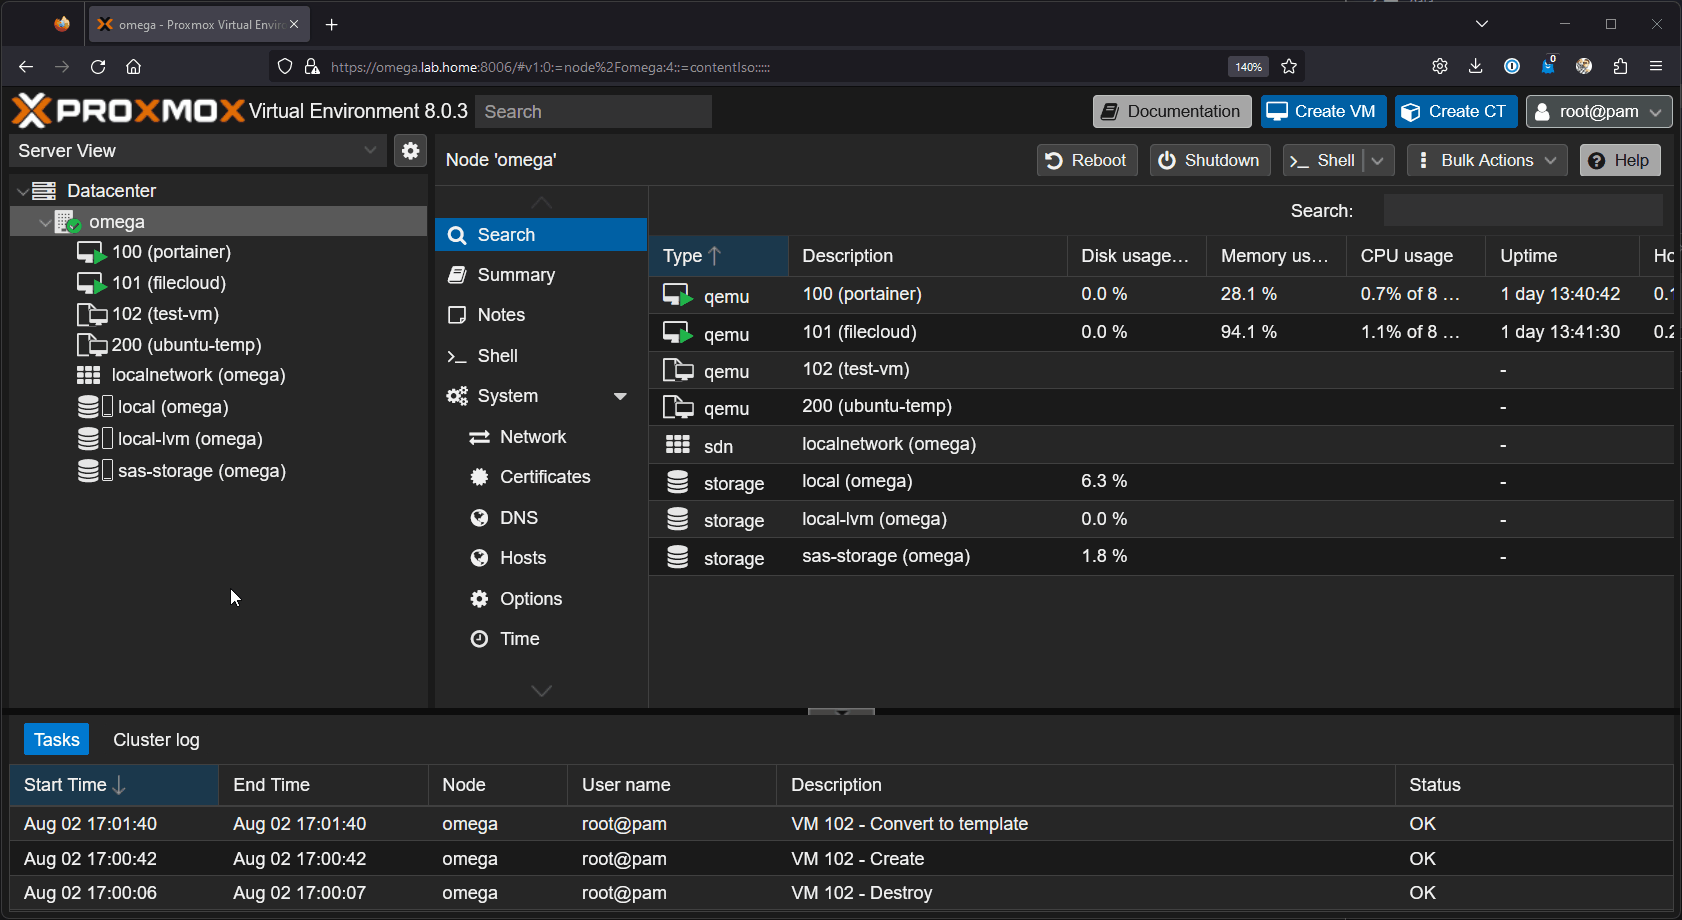 omega - Proxmox Virtual Envir
https://omega.lab.home:8006/#v1:0:=node%2Fomega:4::=contentIso:::::
140%
0
PROXMOX Virtual Environment 8.0.3
Search
Documentation
Create VM
Create CT
root@pam
Server View
Node 'omega'
Reboot
Shutdown
Shell
Bulk Actions
Help
Datacenter
omega
100 (portainer)
101 (filecloud)
102 (test-vm)
200 (ubuntu-temp)
localnetwork (omega)
local (omega)
local-lvm (omega)
sas-storage (omega)
Search
Summary
Notes
Shell
System
Network
Certificates
DNS
Hosts
Options
Time
Search:
Type Description Disk usage... Memory us... CPU usage Uptime Ho
qemu 100 (portainer) 0.0 % 28.1 % 0.7% of 8 ... 1 day 13:40:42 0.1
qemu 101 (filecloud) 0.0 % 94.1 % 1.1% of 8 ... 1 day 13:41:30 0.2
qemu 102 (test-vm) -
qemu 200 (ubuntu-temp) -
sdn localnetwork (omega) -
storage local (omega) 6.3 % -
storage local-lvm (omega) 0.0 % -
storage sas-storage (omega) 1.8 % -
Tasks Cluster log
Start Time End Time Node User name Description Status
Aug 02 17:01:40 Aug 02 17:01:40 omega root@pam VM 102 - Convert to template OK
Aug 02 17:00:42 Aug 02 17:00:42 omega root@pam VM 102 - Create OK
Aug 02 17:00:06 Aug 02 17:00:07 omega root@pam VM 102 - Destroy OK